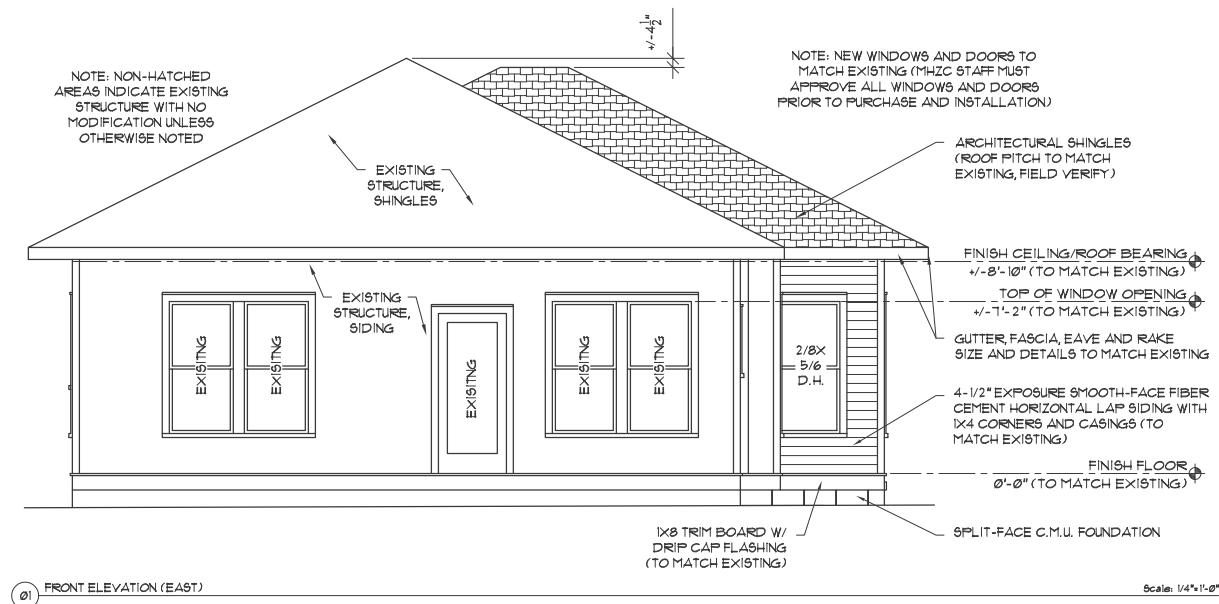 +/-4 1/2"
NOTE: NON-HATCHED
AREAS INDICATE EXISTING
STRUCTURE WITH NO
MODIFICATION UNLESS
OTHERWISE NOTED
NOTE: NEW WINDOWS AND DOORS TO
MATCH EXISTING (MHZC STAFF MUST
APPROVE ALL WINDOWS AND DOORS
PRIOR TO PURCHASE AND INSTALLATION)
ARCHITECTURAL SHINGLES
(ROOF PITCH TO MATCH
EXISTING, FIELD VERIFY)
EXISTING
STRUCTURE,
SHINGLES
FINISH CEILING/ROOF BEARING
+/-8'-10" (TO MATCH EXISTING)
TOP OF WINDOW OPENING
+/-7'-2" (TO MATCH EXISTING)
EXISTING
STRUCTURE,
SIDING
GUTTER, FASCIA, EAVE AND RAKE
SIZE AND DETAILS TO MATCH EXISTING
EXISITNG
EXISITNG
EXISITNG
EXISITNG
EXISITNG
2/8X
5/6
D.H.
4-1/2" EXPOSURE SMOOTH-FACE FIBER
CEMENT HORIZONTAL LAP SIDING WITH
1X4 CORNERS AND CASINGS (TO
MATCH EXISTING)
FINISH FLOOR
0'-0" (TO MATCH EXISTING)
1X8 TRIM BOARD W/
DRIP CAP FLASHING
(TO MATCH EXISTING)
SPLIT-FACE C.M.U. FOUNDATION
01 FRONT ELEVATION (EAST)
Scale: 1/4"=1'-0"